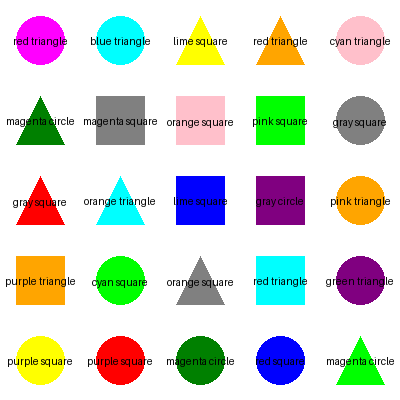 red triangle blue triangle lime square red triangle cyan triangle
magenta circle magenta square orange square pink square gray square
gray square orange triangle lime square gray circle pink triangle
purple triangle cyan square orange square red triangle green triangle
purple square purple square magenta circle red square magenta circle